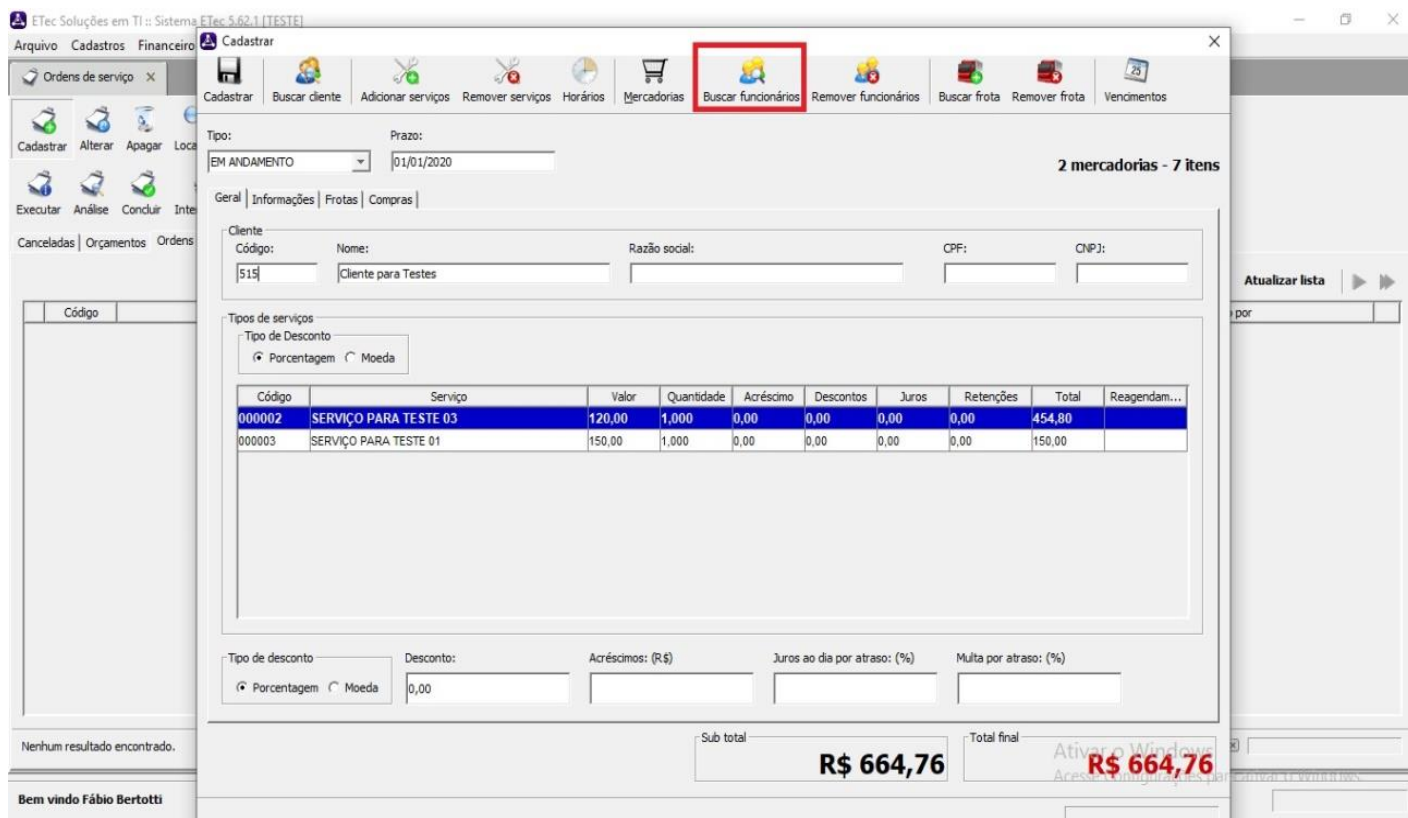 ETec Soluções em TI :: Sistema ETec 5.62.1 [TESTE]
Arquivo Cadastros Financeiro
Ordens de serviço
Cadastrar Alterar Apagar
Executar Análise Concluir
Canceladas Orçamentos Ordens
Código
Nenhum resultado encontrado.
Bem vindo Fábio Bertotti
Cadastrar
Cadastrar Buscar cliente Adicionar serviços Remover serviços Horários Mercadorias Buscar funcionários Remover funcionários Buscar frota Remover frota 25 Vencimentos
Tipo: Prazo:
EM ANDAMENTO 01/01/2020
2 mercadorias - 7 itens
Geral Informações Frotas Compras
Cliente
Código: Nome: Razão social: CPF: CNPJ:
515 Cliente para Testes
Tipos de serviços
Tipo de Desconto
Porcentagem Moeda
Código Serviço Valor Quantidade Acréscimo Descontos Juros Retenções Total Reagendam...
000002 SERVIÇO PARA TESTE 03 120,00 1,000 0,00 0,00 0,00 0,00 454,80
000003 SERVIÇO PARA TESTE 01 150,00 1,000 0,00 0,00 0,00 0,00 150,00
Tipo de desconto Desconto: Acréscimos: (R$) Juros ao dia por atraso: (%) Multa por atraso: (%)
Porcentagem Moeda 0,00
Sub total Total final
R$ 664,76 R$ 664,76
Atualizar lista
por